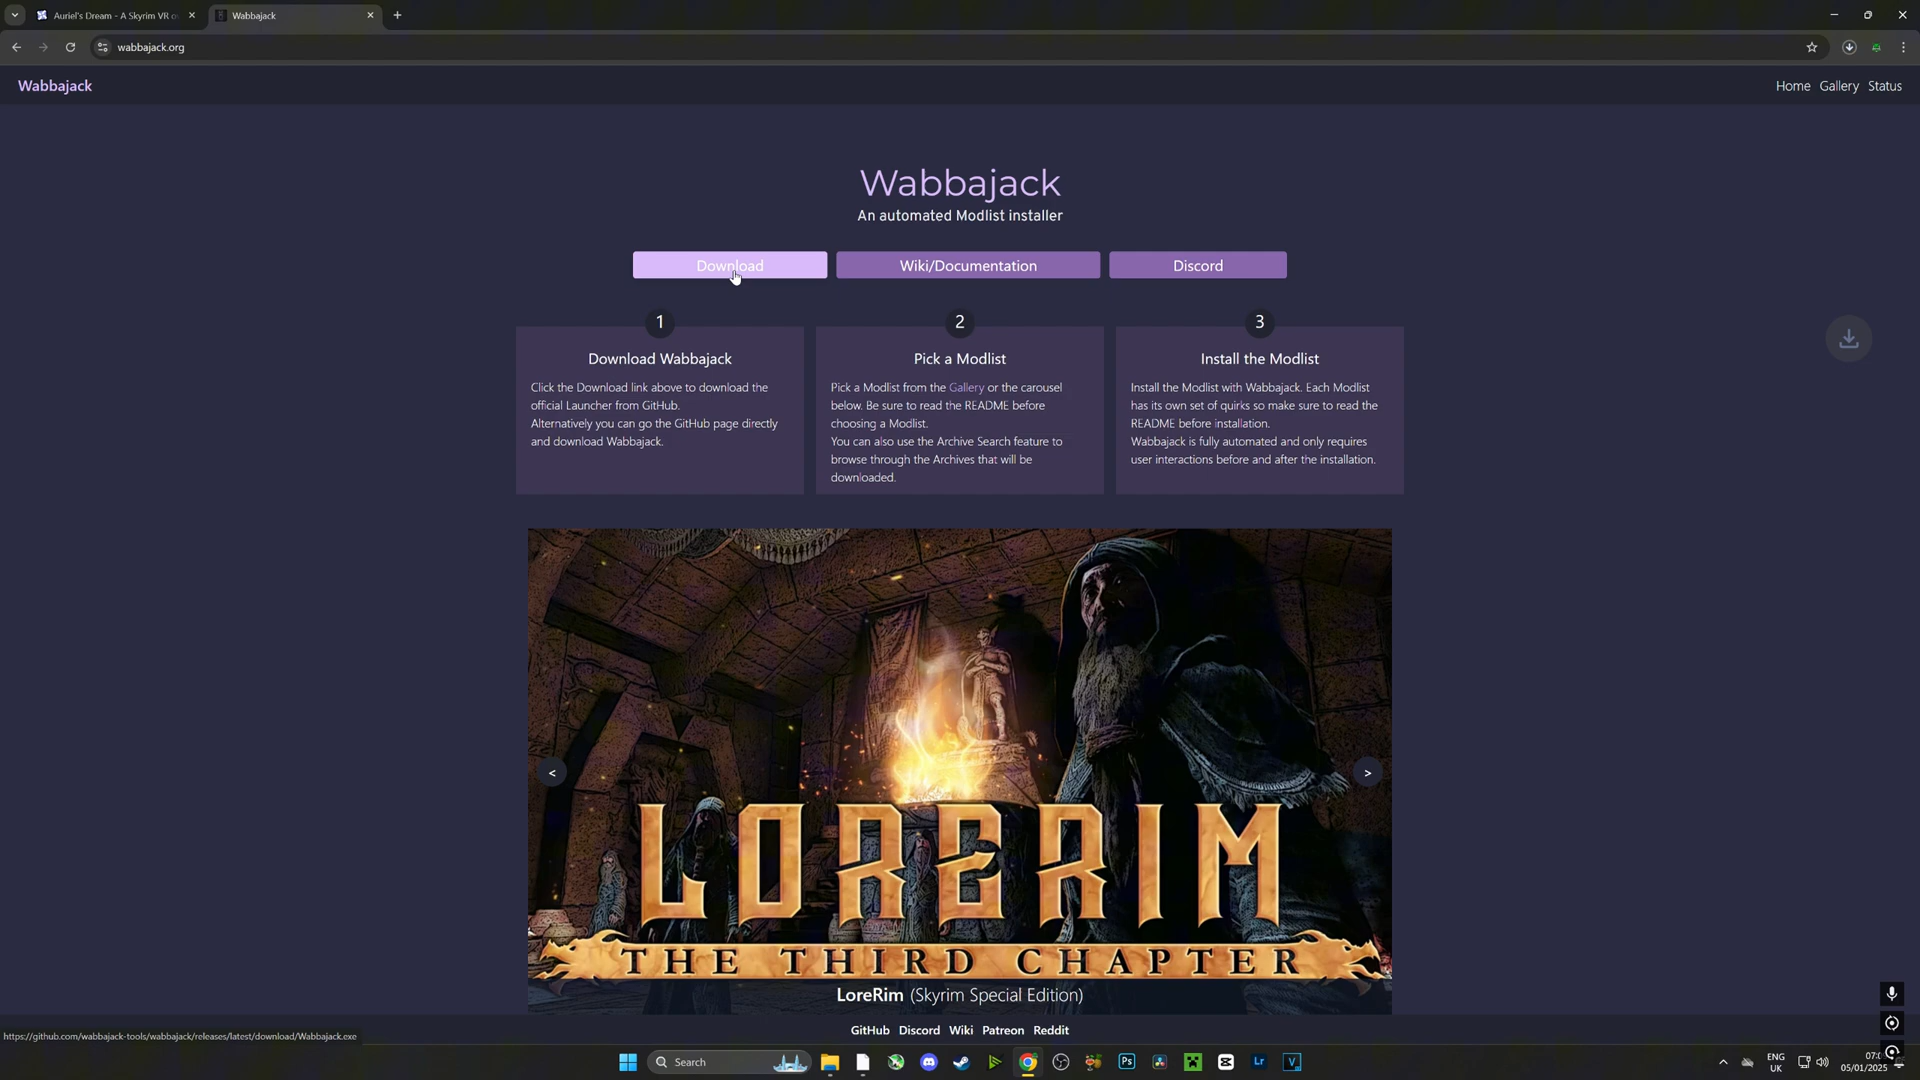 Auriel's Dream - A Skyrim VR
Wabbajack
wabbajack.org
Wabbajack
Home Gallery Status
Wabbajack
An automated Modlist installer
Download
Wiki/Documentation
Discord
1
Download Wabbajack
Click the Download link above to download the
official Launcher from GitHub.
Alternatively you can go the GitHub page directly
and download Wabbajack.
2
Pick a Modlist
Pick a Modlist from the Gallery or the carousel
below. Be sure to read the README before
choosing a Modlist.
You can also use the Archive Search feature to
browse through the Archives that will be
downloaded.
3
Install the Modlist
Install the Modlist with Wabbajack. Each Modlist
has its own set of quirks so make sure to read the
README before installation.
Wabbajack is fully automated and only requires
user interactions before and after the installation.
<
>
LORERIM
THE THIRD CHAPTER
LoreRim (Skyrim Special Edition)
GitHub Discord Wiki Patreon Reddit
https://github.com/wabbajack-tools/wabbajack/releases/latest/download/Wabbajack.exe
Search
Ps
Lr
V
ENG
UK
05/01/2025